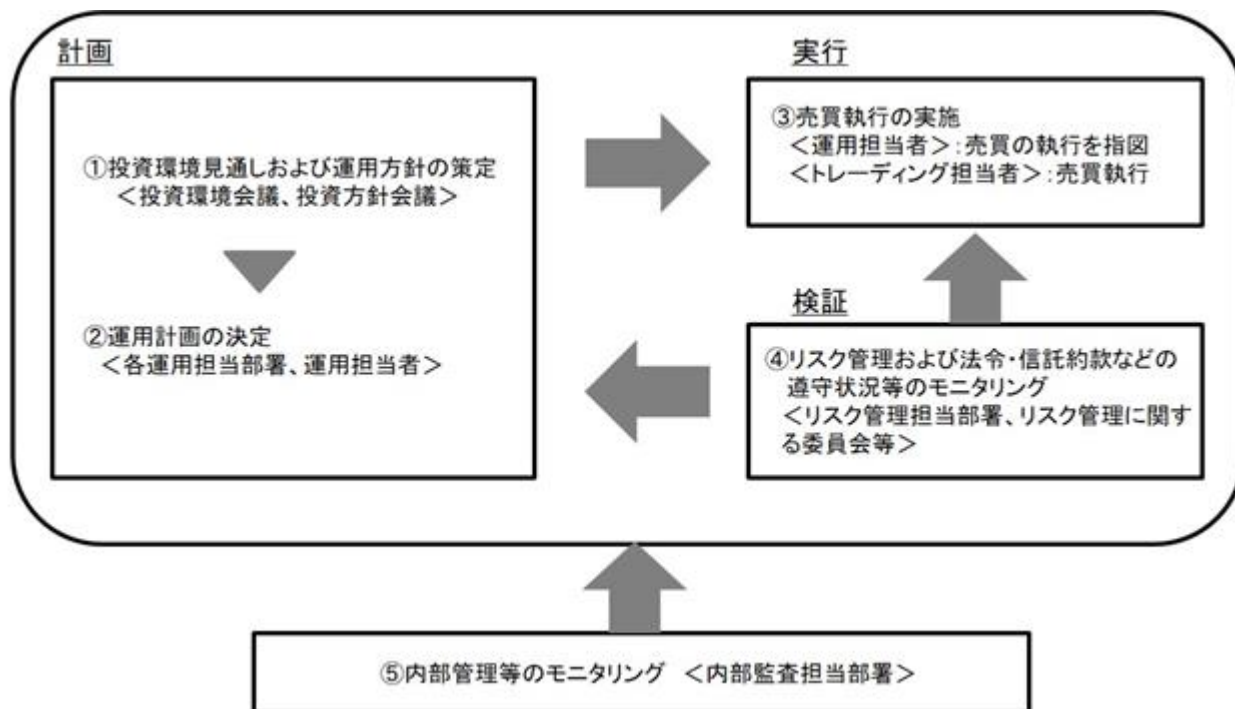 計画
①投資環境見通しおよび運用方針の策定
＜投資環境会議、投資方針会議＞
②運用計画の決定
＜各運用担当部署、運用担当者＞
実行
③売買執行の実施
＜運用担当者＞：売買の執行を指図
＜トレーディング担当者＞：売買執行
検証
④リスク管理および法令・信託約款などの
遵守状況等のモニタリング
＜リスク管理担当部署、リスク管理に関す
る委員会等＞
⑤内部管理等のモニタリング ＜内部監査担当部署＞